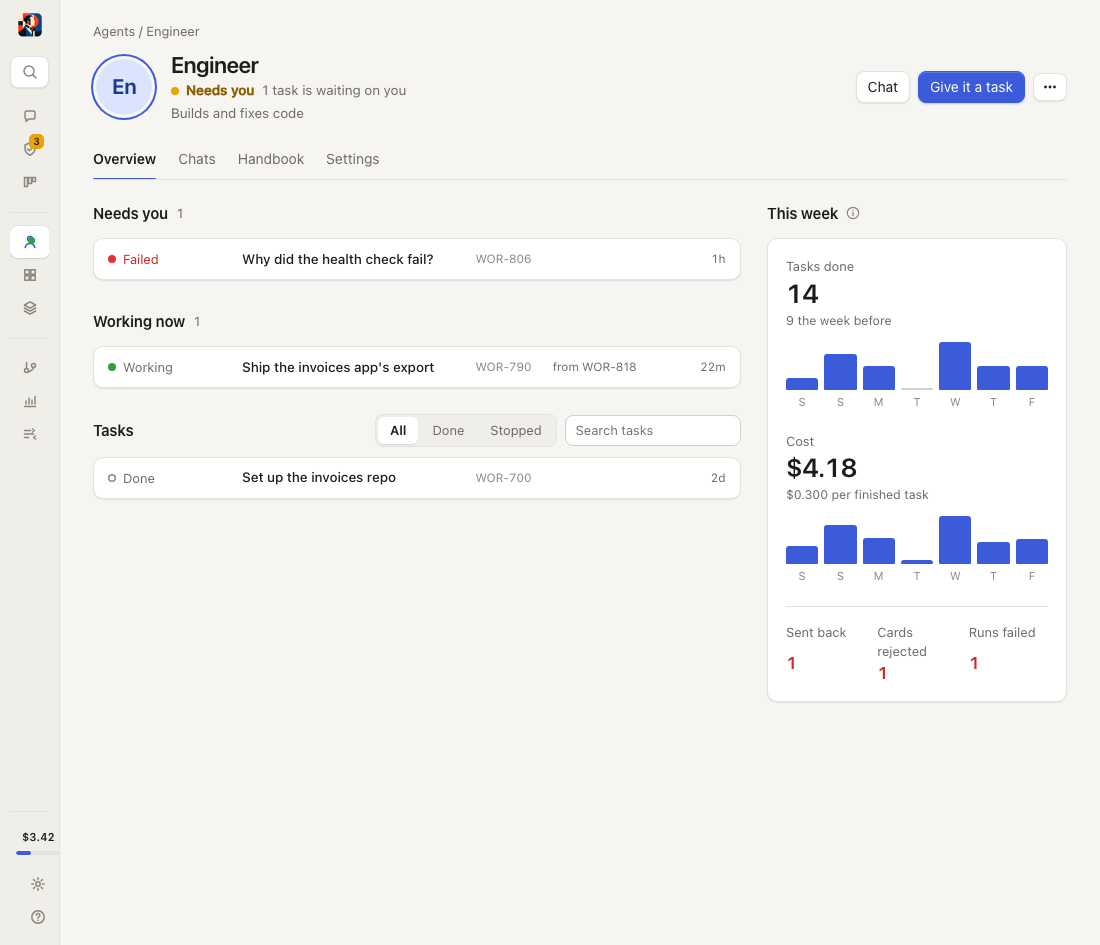 Agents / Engineer
En
Engineer
Needs you 1 task is waiting on you
Builds and fixes code
Chat
Give it a task
3
Overview
Chats
Handbook
Settings
Needs you 1
Failed Why did the health check fail? WOR-806 1h
Working now 1
Working Ship the invoices app's export WOR-790 from WOR-818 22m
Tasks
All Done Stopped
Search tasks
Done Set up the invoices repo WOR-700 2d
This week
Tasks done
14
9 the week before
S S M T W T F
Cost
$4.18
$0.300 per finished task
S S M T W T F
Sent back
1
Cards
rejected
1
Runs failed
1
$3.42